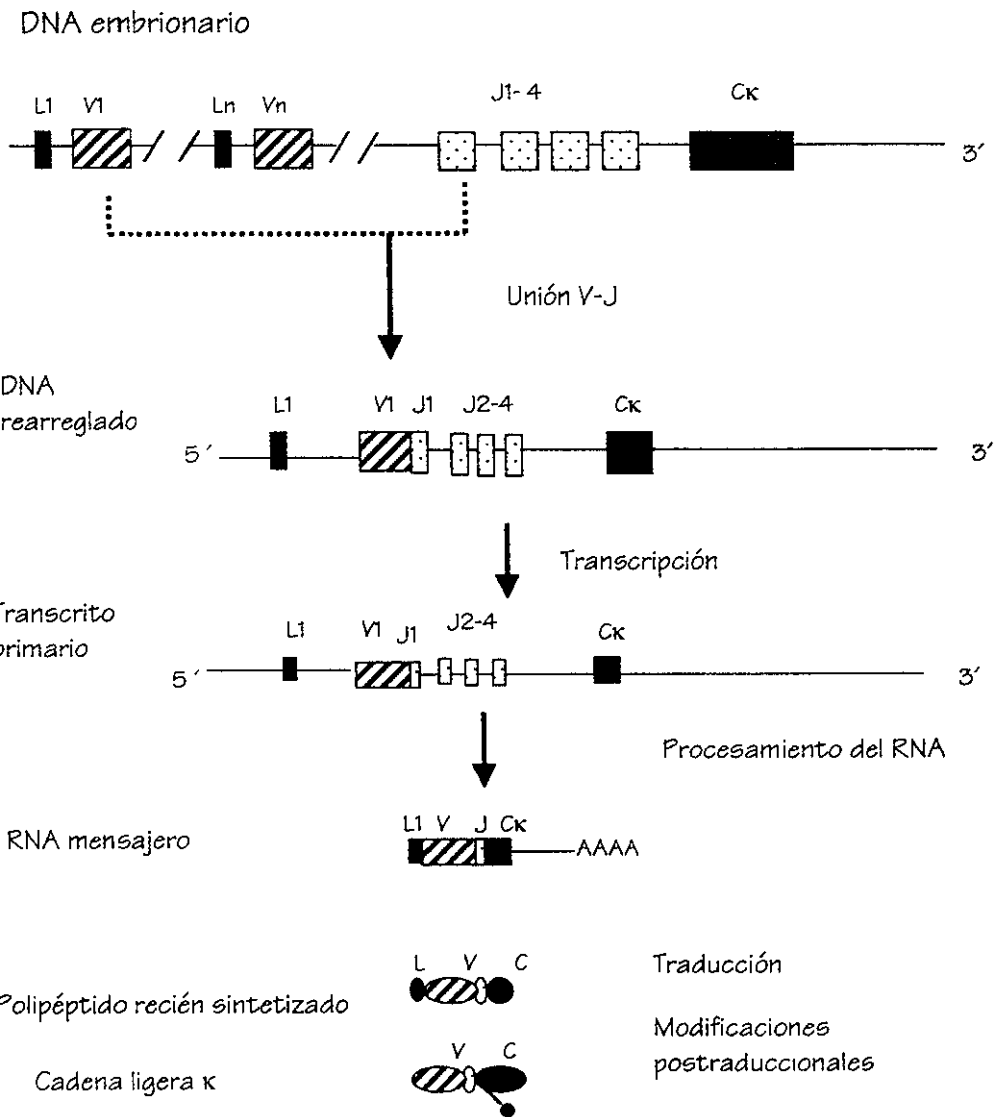 DNA embrionario
L1 V1 Ln Vn J1-4 Cκ
3´
Unión V-J
DNA
rearreglado
L1 V1 J1 J2-4 Cκ
5´ 3´
Transcripción
Transcrito
primario
L1 V1 J1 J2-4 Cκ
5´ 3´
Procesamiento del RNA
RNA mensajero
L1 V J Cκ
AAAA
L V C
Traducción
Polipéptido recién sintetizado
Modificaciones
postraduccionales
V C
Cadena ligera κ